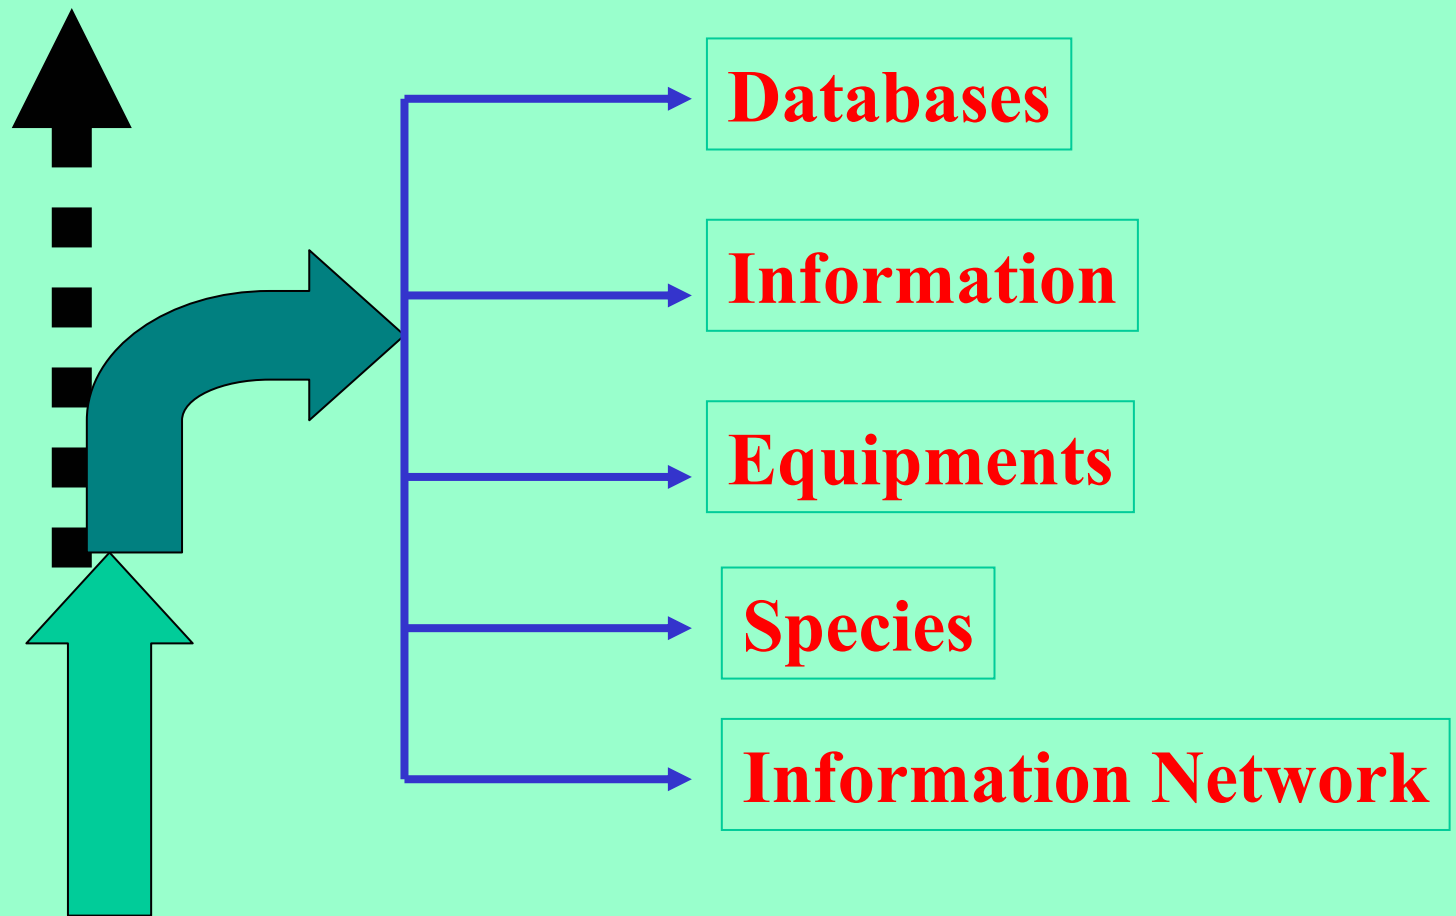 Databases
Information
Equipments
Species
Information Network